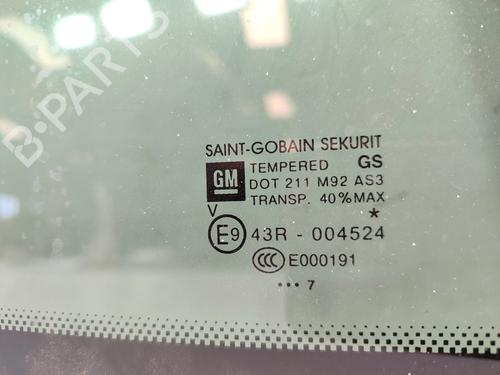 B-PARTS
SAINT-GOBAIN SEKURIT
GM TEMPERED GS
DOT 211 M92 AS3
TRANSP. 40%MAX
V *
E9 43R - 004524
CCC E000191
••• 7